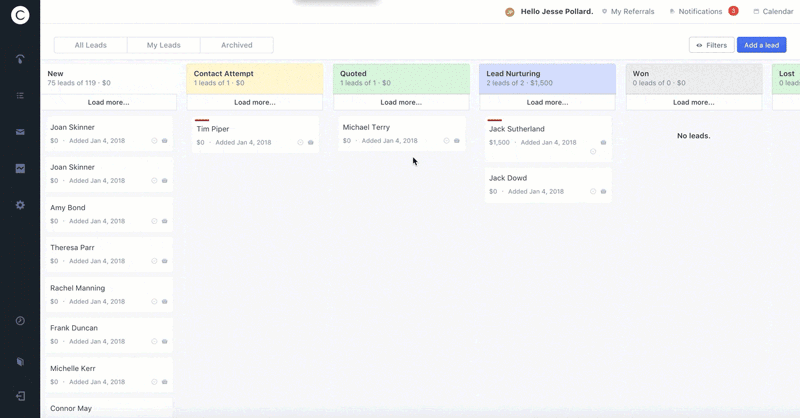 C
JP Hello Jesse Pollard. My Referrals Notifications 3 Calendar
All Leads My Leads Archived
Filters Add a lead
New
75 leads of 119 · $0
Load more...
Joan Skinner
$0 · Added Jan 4, 2018
Joan Skinner
$0 · Added Jan 4, 2018
Amy Bond
$0 · Added Jan 4, 2018
Theresa Parr
$0 · Added Jan 4, 2018
Rachel Manning
$0 · Added Jan 4, 2018
Frank Duncan
$0 · Added Jan 4, 2018
Michelle Kerr
$0 · Added Jan 4, 2018
Connor May
Contact Attempt
1 leads of 1 · $0
Load more...
Tim Piper
$0 · Added Jan 4, 2018
Quoted
1 leads of 1 · $0
Load more...
Michael Terry
$0 · Added Jan 4, 2018
Lead Nurturing
2 leads of 2 · $1,500
Load more...
Jack Sutherland
$1,500 · Added Jan 4, 2018
Jack Dowd
$0 · Added Jan 4, 2018
Won
0 leads of 0 · $0
Load more...
No leads.
Lost
0 leads